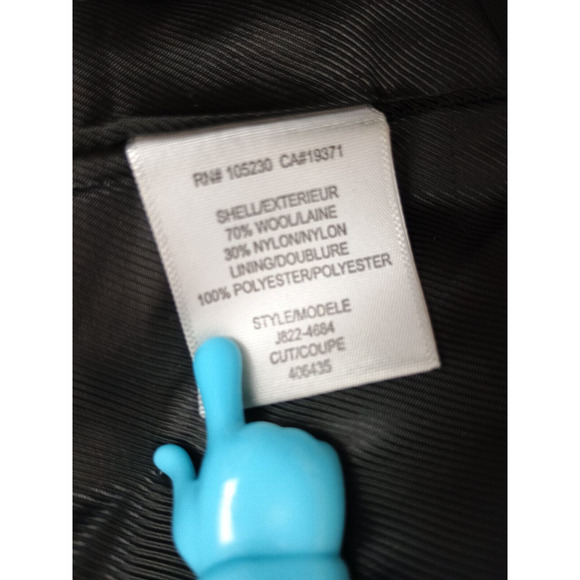 RN# 105230 CA#19371
SHELL/EXTERIEUR
70% WOOL/LAINE
30% NYLON/NYLON
LINING/DOUBLURE
100% POLYESTER/POLYESTER
STYLE/MODELE
J822-4684
CUT/COUPE
406435